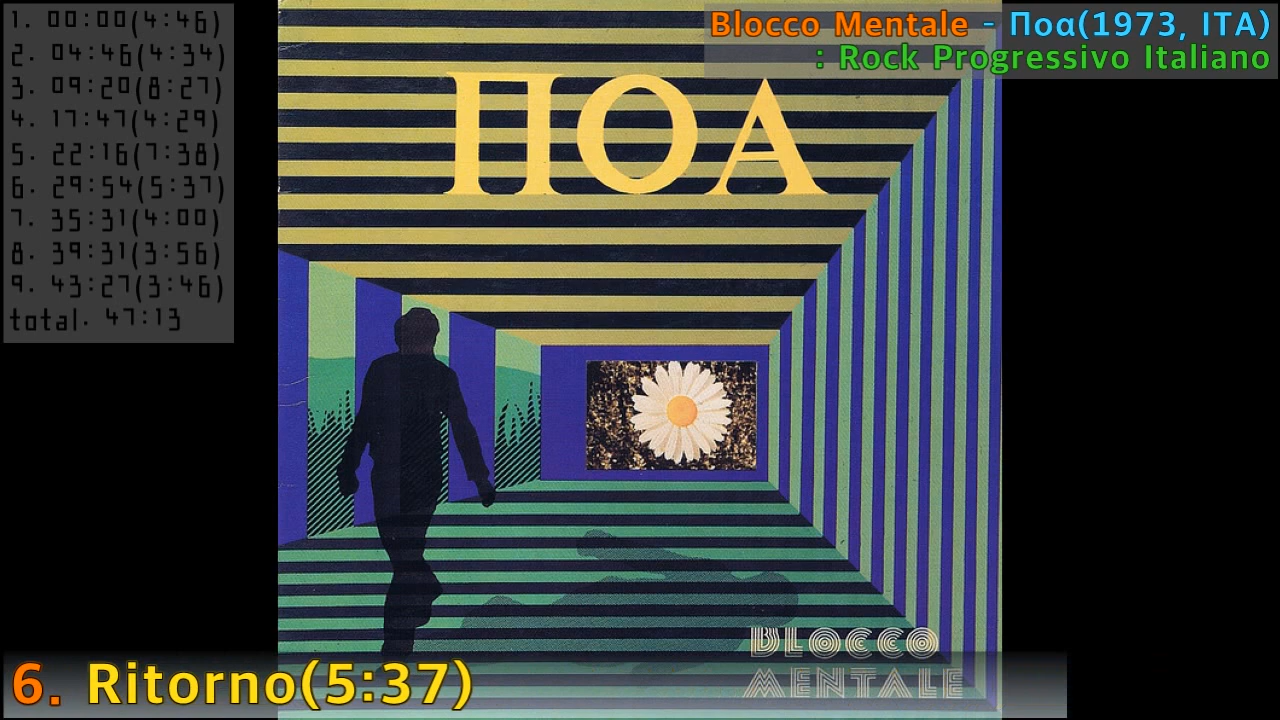 1. 00:00(4:46)
2. 04:46(4:34)
3. 09:20(8:27)
4. 17:47(4:29)
5. 22:16(7:38)
6. 29:54(5:37)
7. 35:31(4:00)
8. 39:31(3:56)
9. 43:27(3:46)
total. 47:13
Blocco Mentale - Ποα(1973, ITA)
: Rock Progressivo Italiano
ΠΟΑ
BLOCCO
MENTALE
6. Ritorno(5:37)